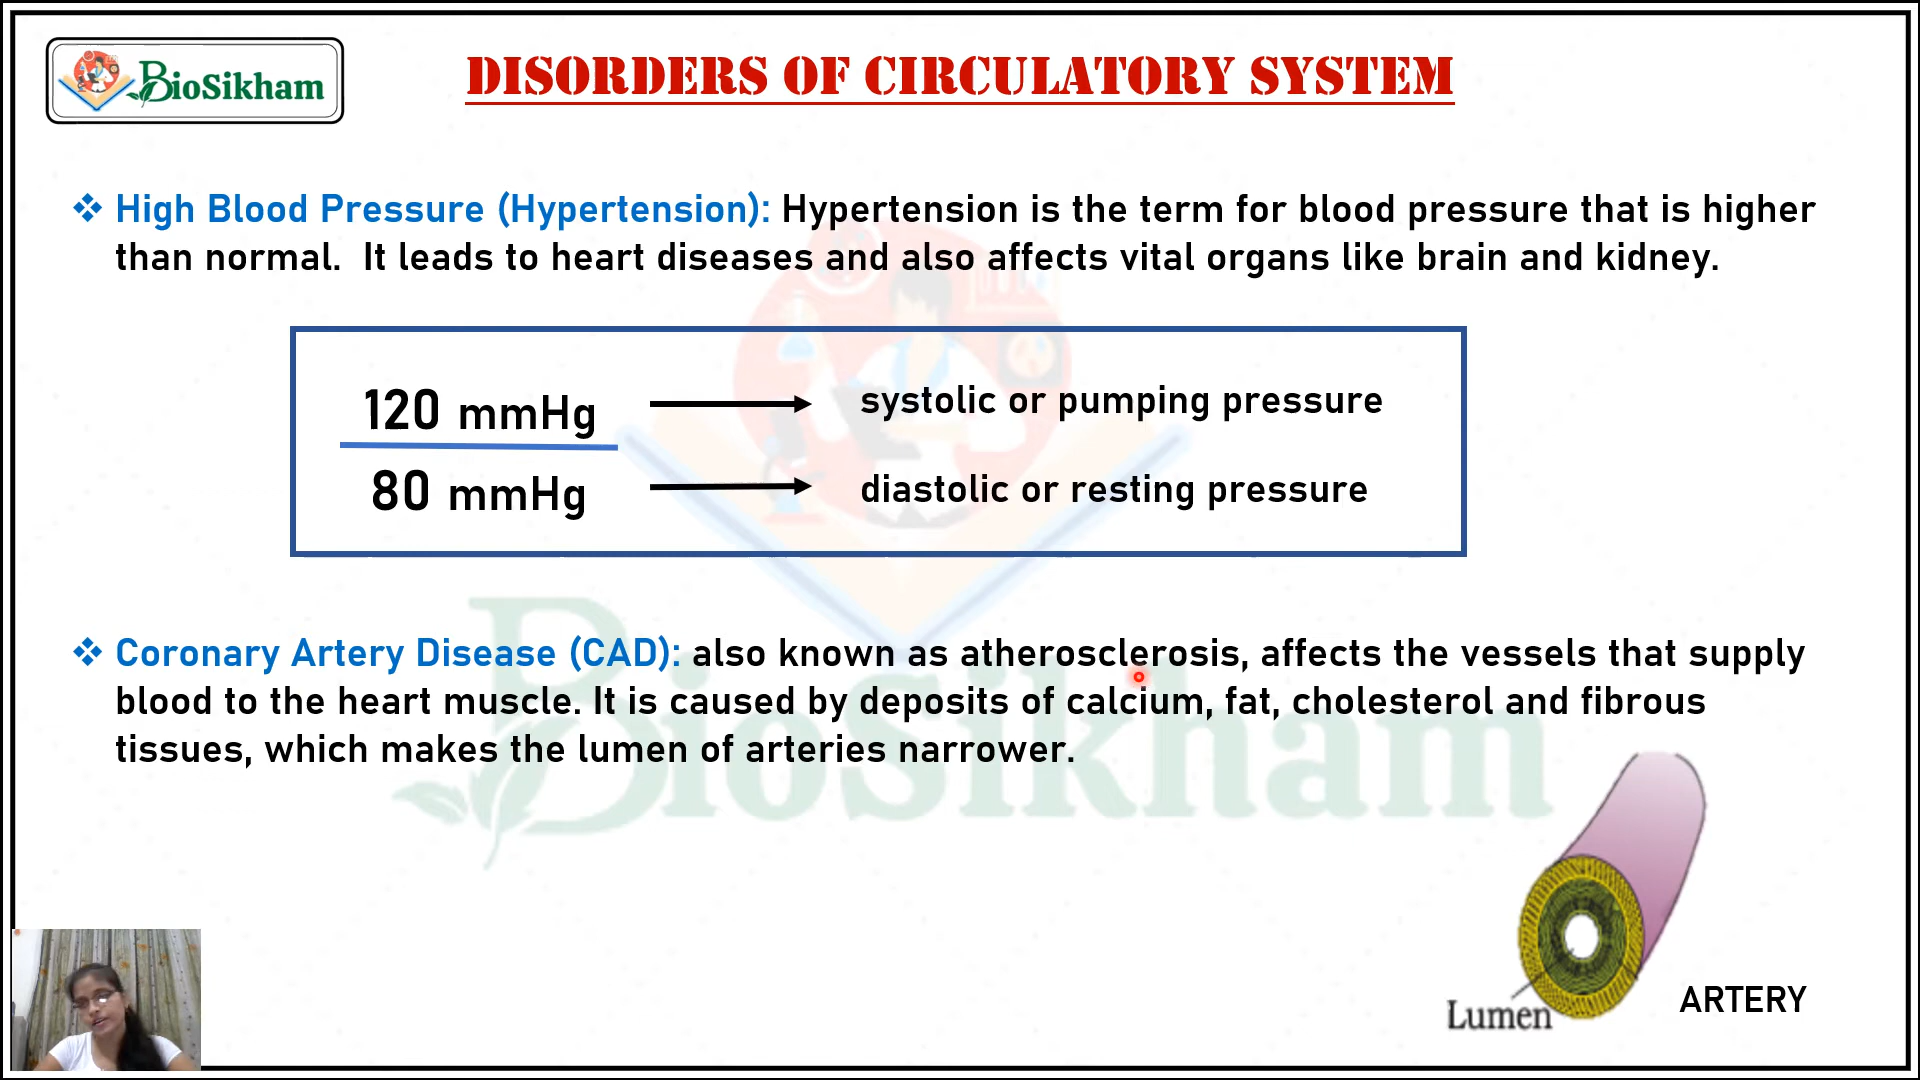 BioSikham
DISORDERS OF CIRCULATORY SYSTEM
❖ High Blood Pressure (Hypertension): Hypertension is the term for blood pressure that is higher
than normal. It leads to heart diseases and also affects vital organs like brain and kidney.
120 mmHg systolic or pumping pressure
80 mmHg diastolic or resting pressure
❖ Coronary Artery Disease (CAD): also known as atherosclerosis, affects the vessels that supply
blood to the heart muscle. It is caused by deposits of calcium, fat, cholesterol and fibrous
tissues, which makes the lumen of arteries narrower.
BioSikham
ARTERY
Lumen